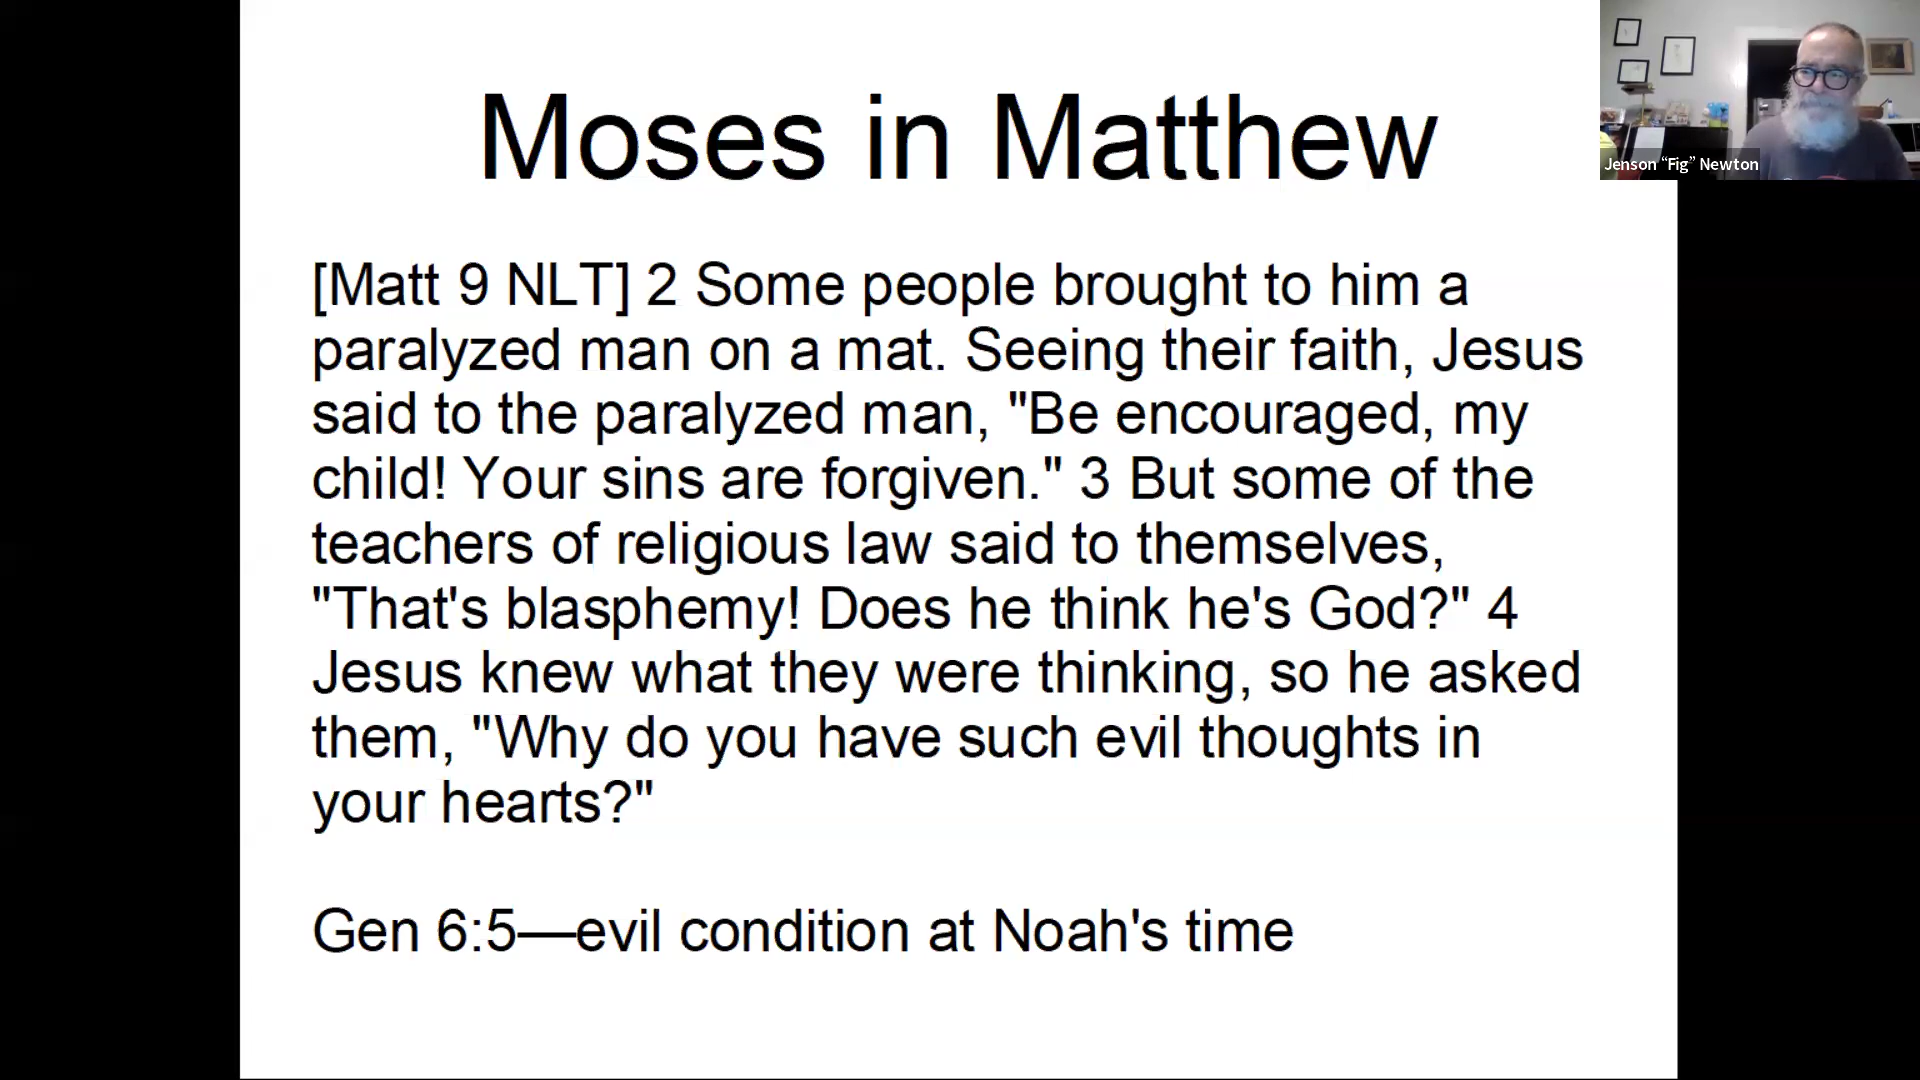 Moses in Matthew
Jenson “Fig” Newton
[Matt 9 NLT] 2 Some people brought to him a
paralyzed man on a mat. Seeing their faith, Jesus
said to the paralyzed man, "Be encouraged, my
child! Your sins are forgiven." 3 But some of the
teachers of religious law said to themselves,
"That's blasphemy! Does he think he's God?" 4
Jesus knew what they were thinking, so he asked
them, "Why do you have such evil thoughts in
your hearts?"
Gen 6:5—evil condition at Noah's time